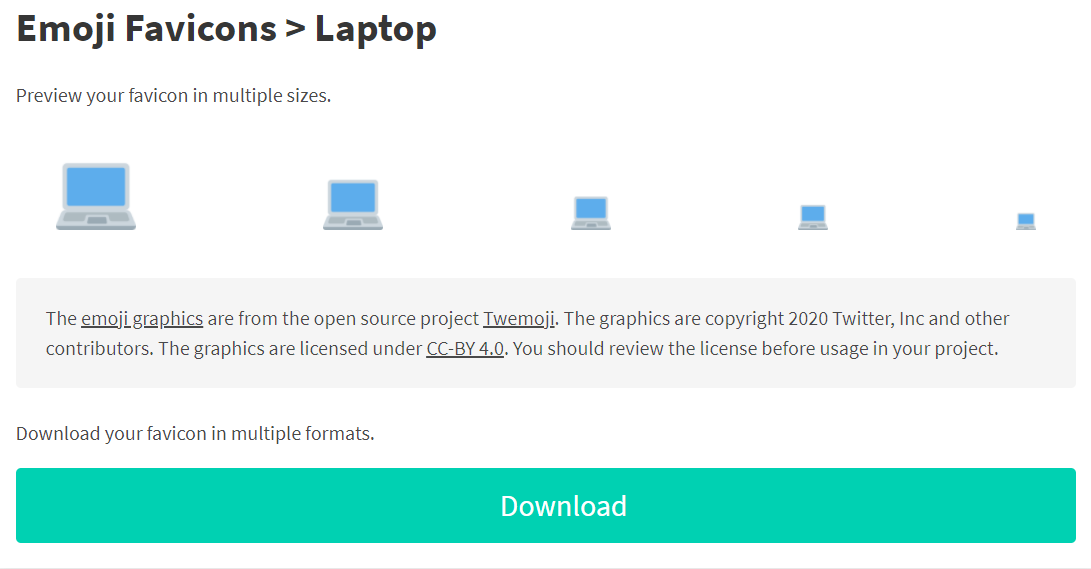 Emoji Favicons > Laptop
Preview your favicon in multiple sizes.
The emoji graphics are from the open source project Twemoji. The graphics are copyright 2020 Twitter, Inc and other
contributors. The graphics are licensed under CC-BY 4.0. You should review the license before usage in your project.
Download your favicon in multiple formats.
Download